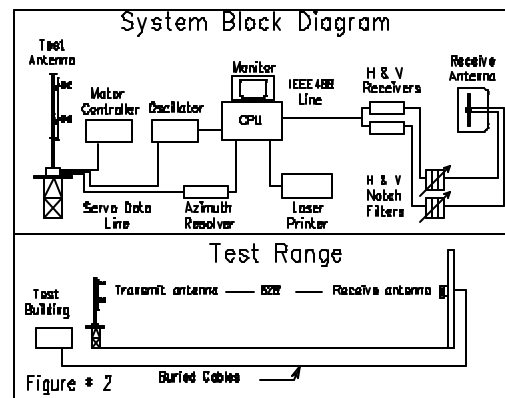 System Block Diagram
Test
Antenna
Motor
Controller
Oscillator
Monitor
CPU
IEEE488
Line
H & V
Receivers
Receive
Antenna
Servo Data
Line
Azimuth
Resolver
Laser
Printer
H & V
Notch
Filters
Test Range
Test
Building
Transmit antenna
Receive antenna
Buried Cables
Figure # 2